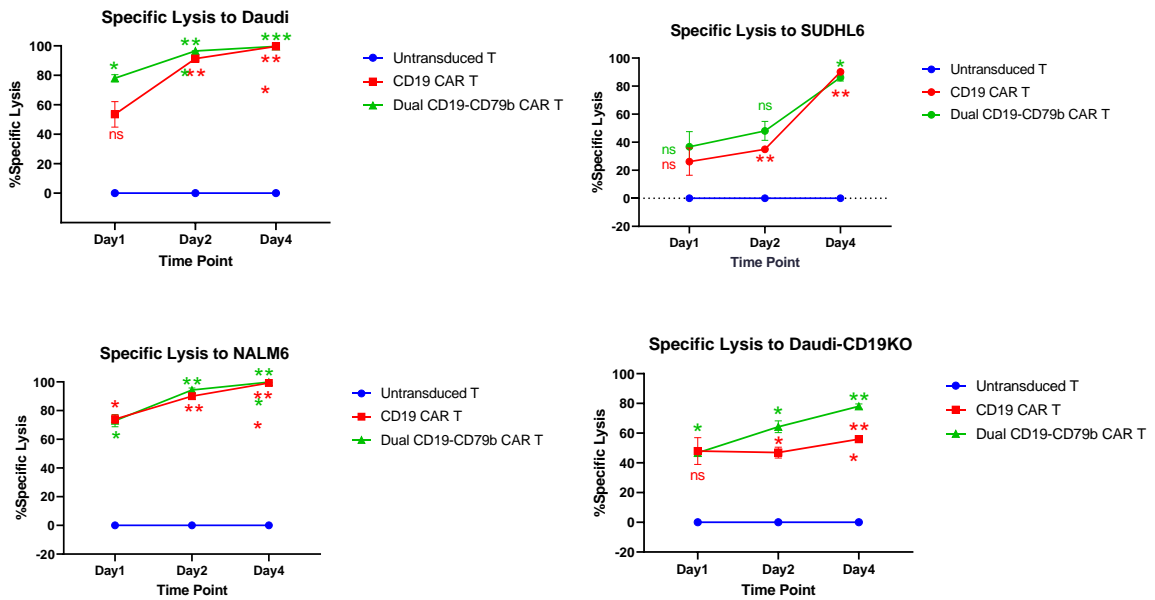 Specific Lysis to Daudi
%Specific Lysis
100
80
60
40
20
0
*
**
***
*
**
**
*
ns
Day1 Day2 Day4
Time Point
Untransduced T
CD19 CAR T
Dual CD19-CD79b CAR T
Specific Lysis to SUDHL6
%Specific Lysis
100
80
60
40
20
0
-20
ns
ns
ns
**
*
**
Day1 Day2 Day4
Time Point
Untransduced T
CD19 CAR T
Dual CD19-CD79b CAR T
Specific Lysis to NALM6
%Specific Lysis
100
80
60
40
20
0
-20
*
*
**
**
**
**
*
*
Day1 Day2 Day4
Time Point
Untransduced T
CD19 CAR T
Dual CD19-CD79b CAR T
Specific Lysis to Daudi-CD19KO
%Specific Lysis
100
80
60
40
20
0
-20
*
ns
*
*
**
**
*
Day1 Day2 Day4
Time Point
Untransduced T
CD19 CAR T
Dual CD19-CD79b CAR T